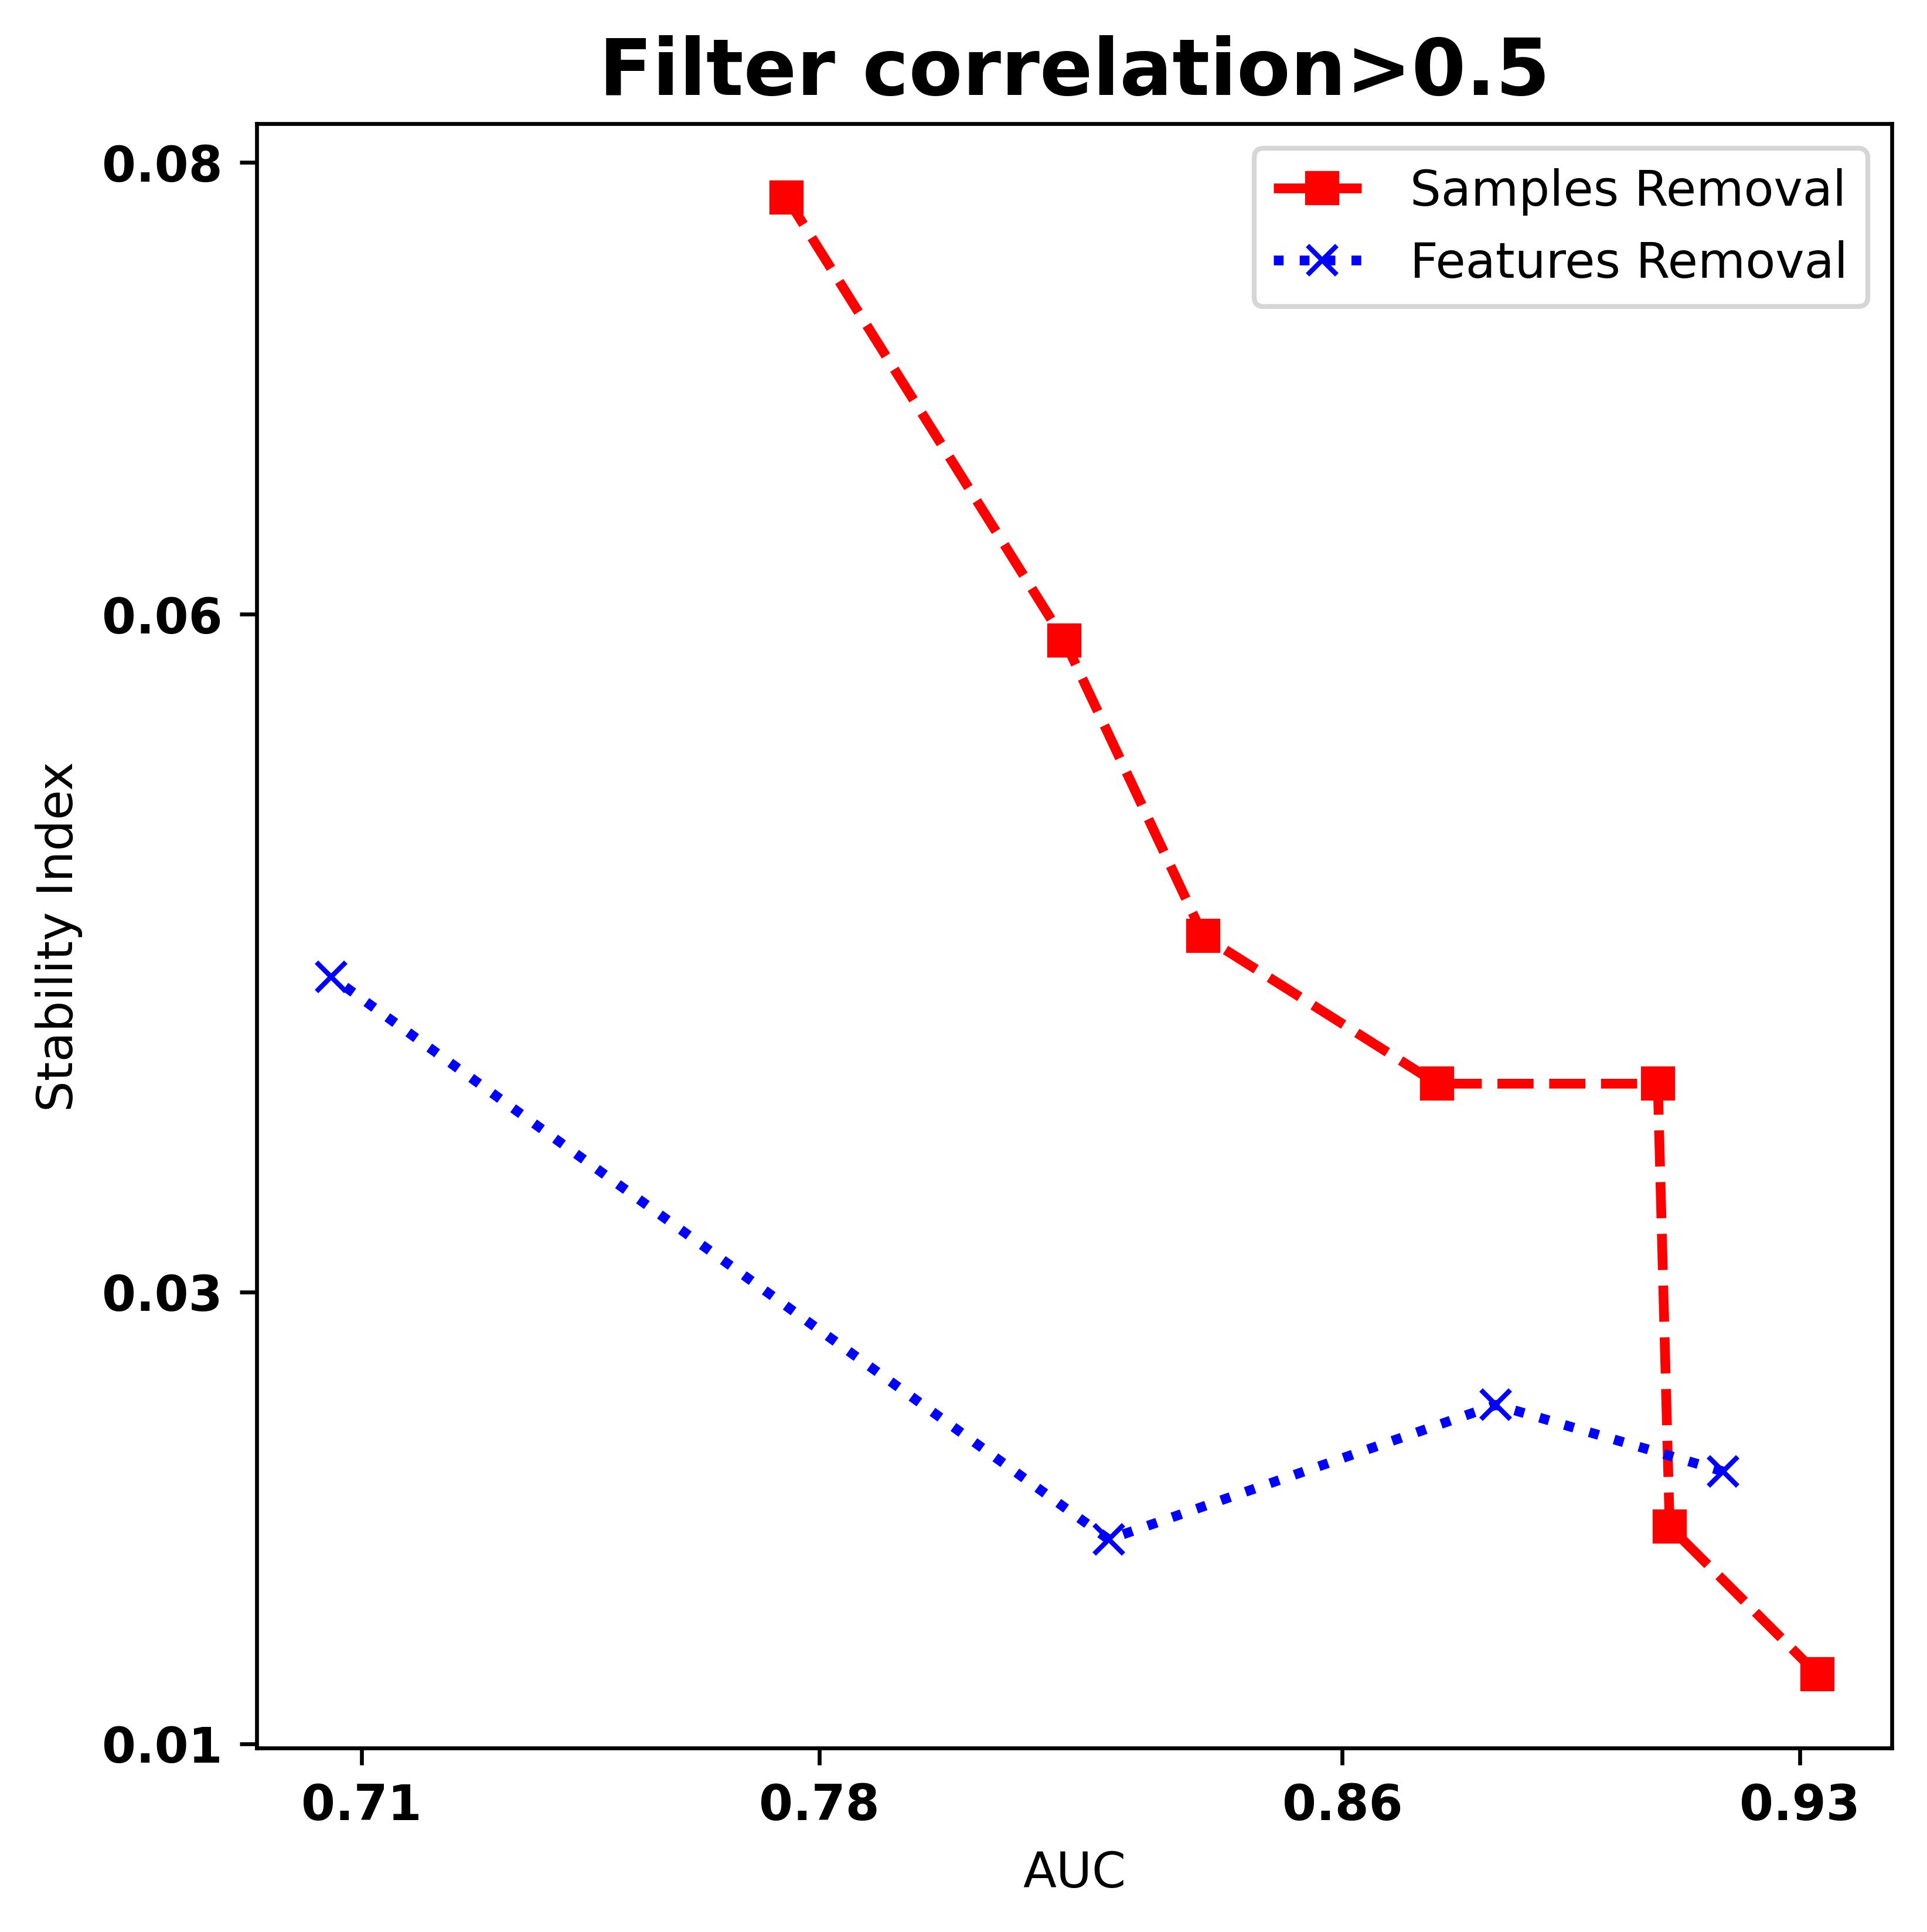 Filter correlation>0.5
Samples Removal
Features Removal
0.08
0.06
0.03
0.01
Stability Index
0.71 0.78 0.86 0.93
AUC